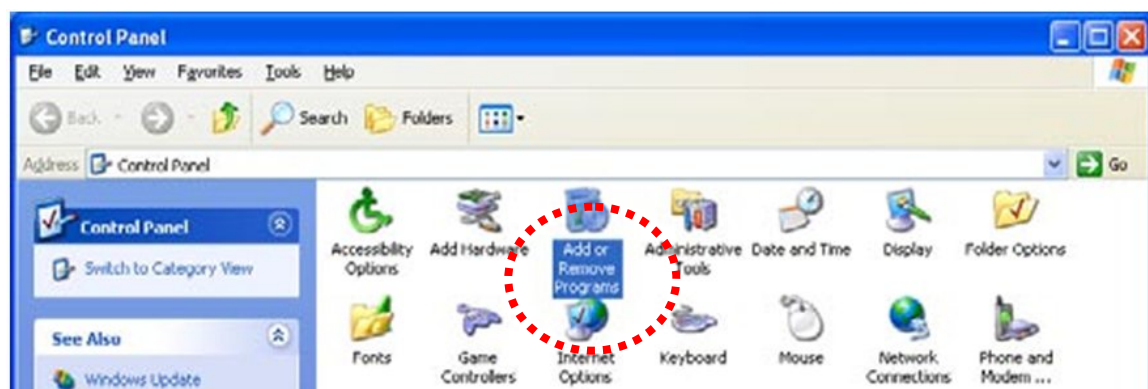 Control Panel
File Edit View Favorites Tools Help
Back Search Folders
Address Control Panel Go
Control Panel
Switch to Category View
See Also
Windows Update
Accessibility Options
Add Hardware
Add or Remove Programs
Administrative Tools
Date and Time
Display
Folder Options
Fonts
Game Controllers
Internet Options
Keyboard
Mouse
Network Connections
Phone and Modem ...